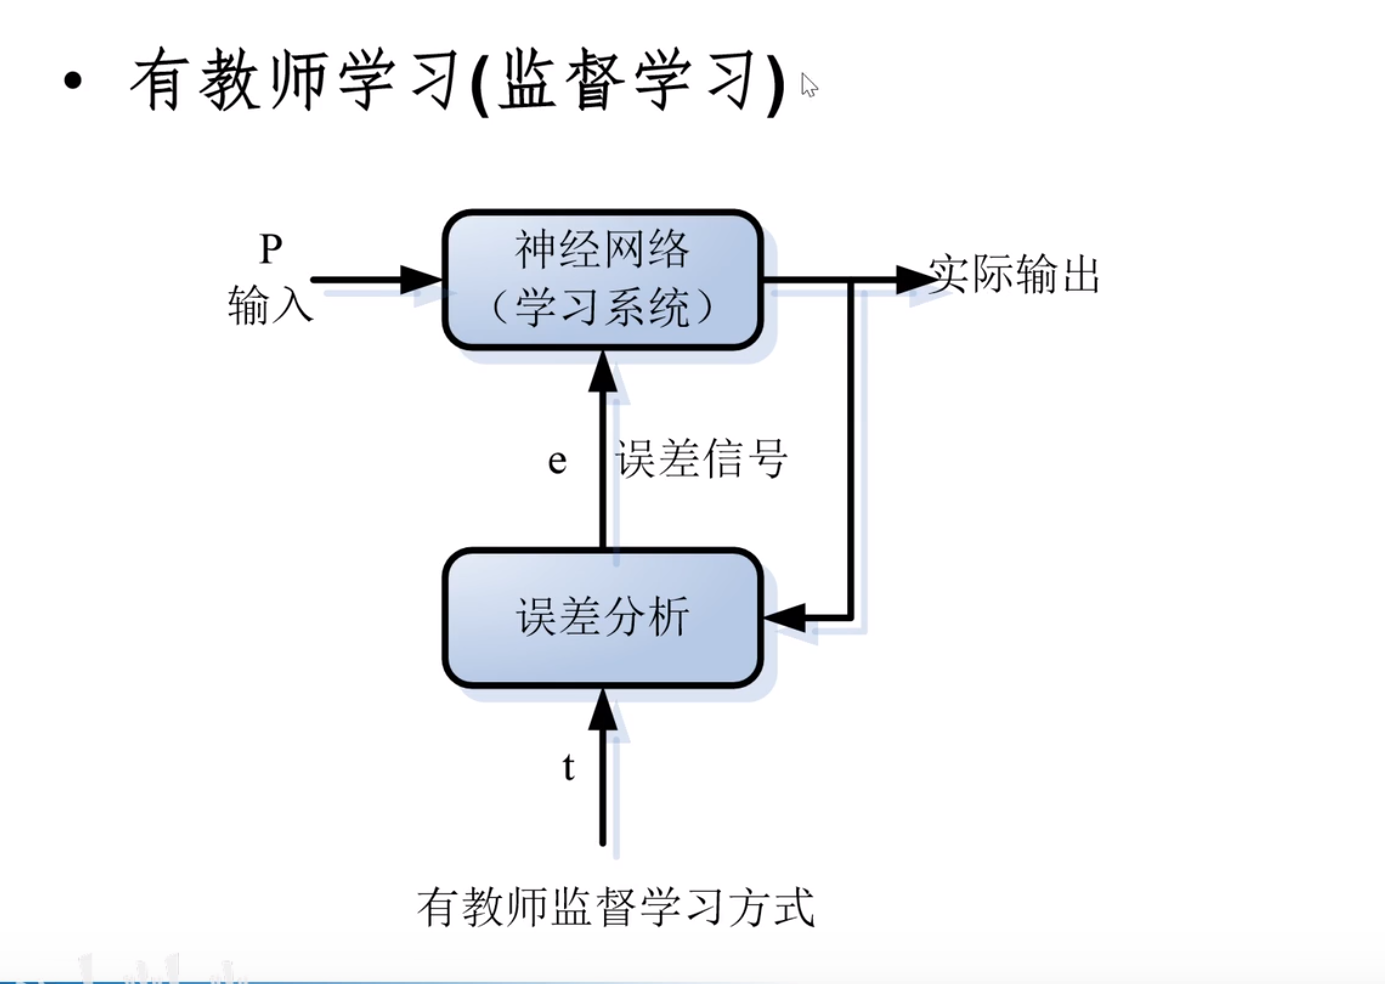 • 有教师学习(监督学习)
P
输入
神经网络
（学习系统）
实际输出
e
误差信号
误差分析
t
有教师监督学习方式